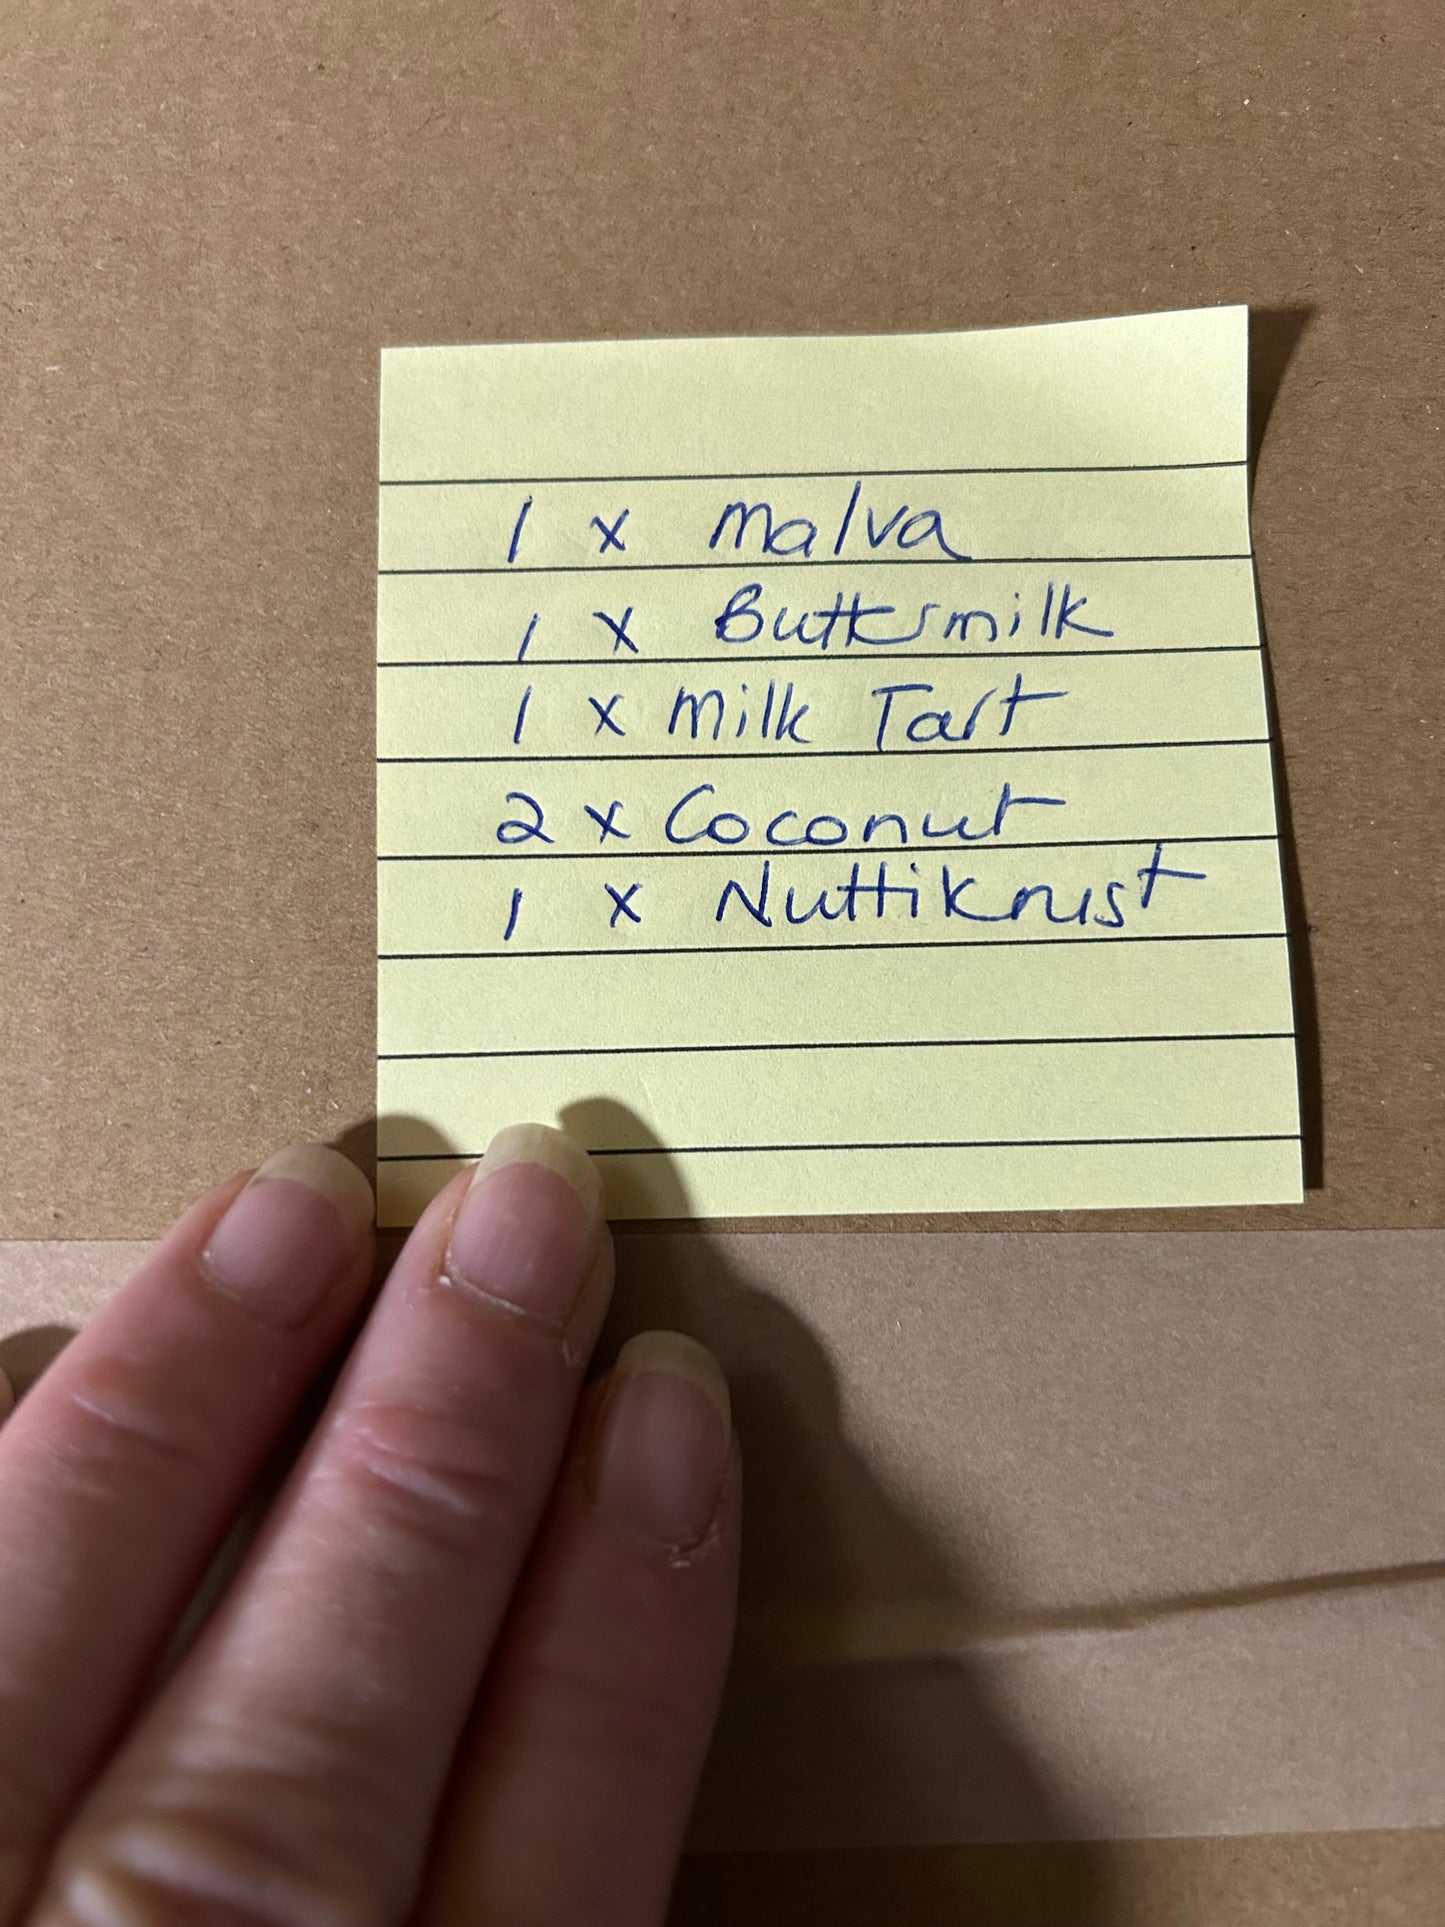 1 x Malva
1 x Buttermilk
1 x Milk Tart
2 x Coconut
1 x Nuttikrust